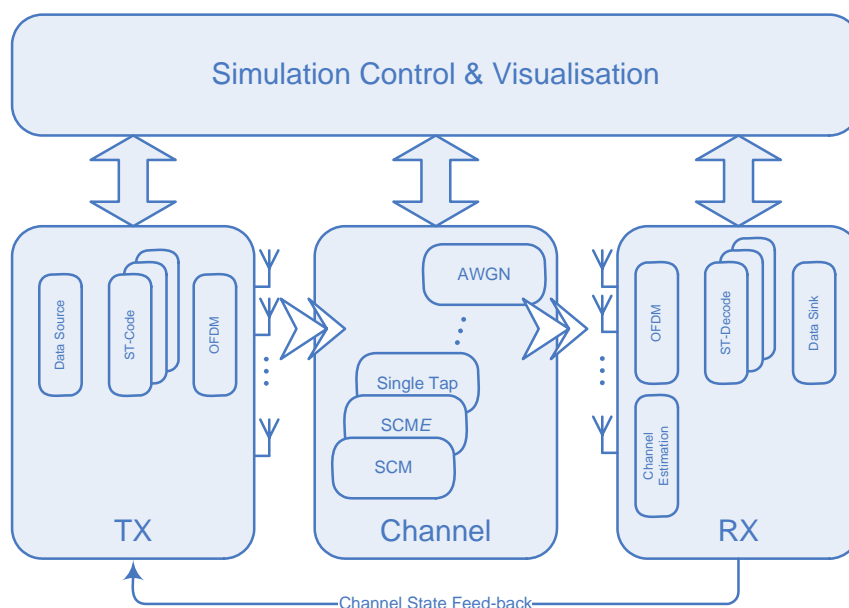 Simulation Control & Visualisation
Data Source
ST-Code
OFDM
TX
AWGN
Single Tap
SCME
SCM
Channel
OFDM
ST-Decode
Data Sink
Channel
Estimation
RX
Channel State Feed-back